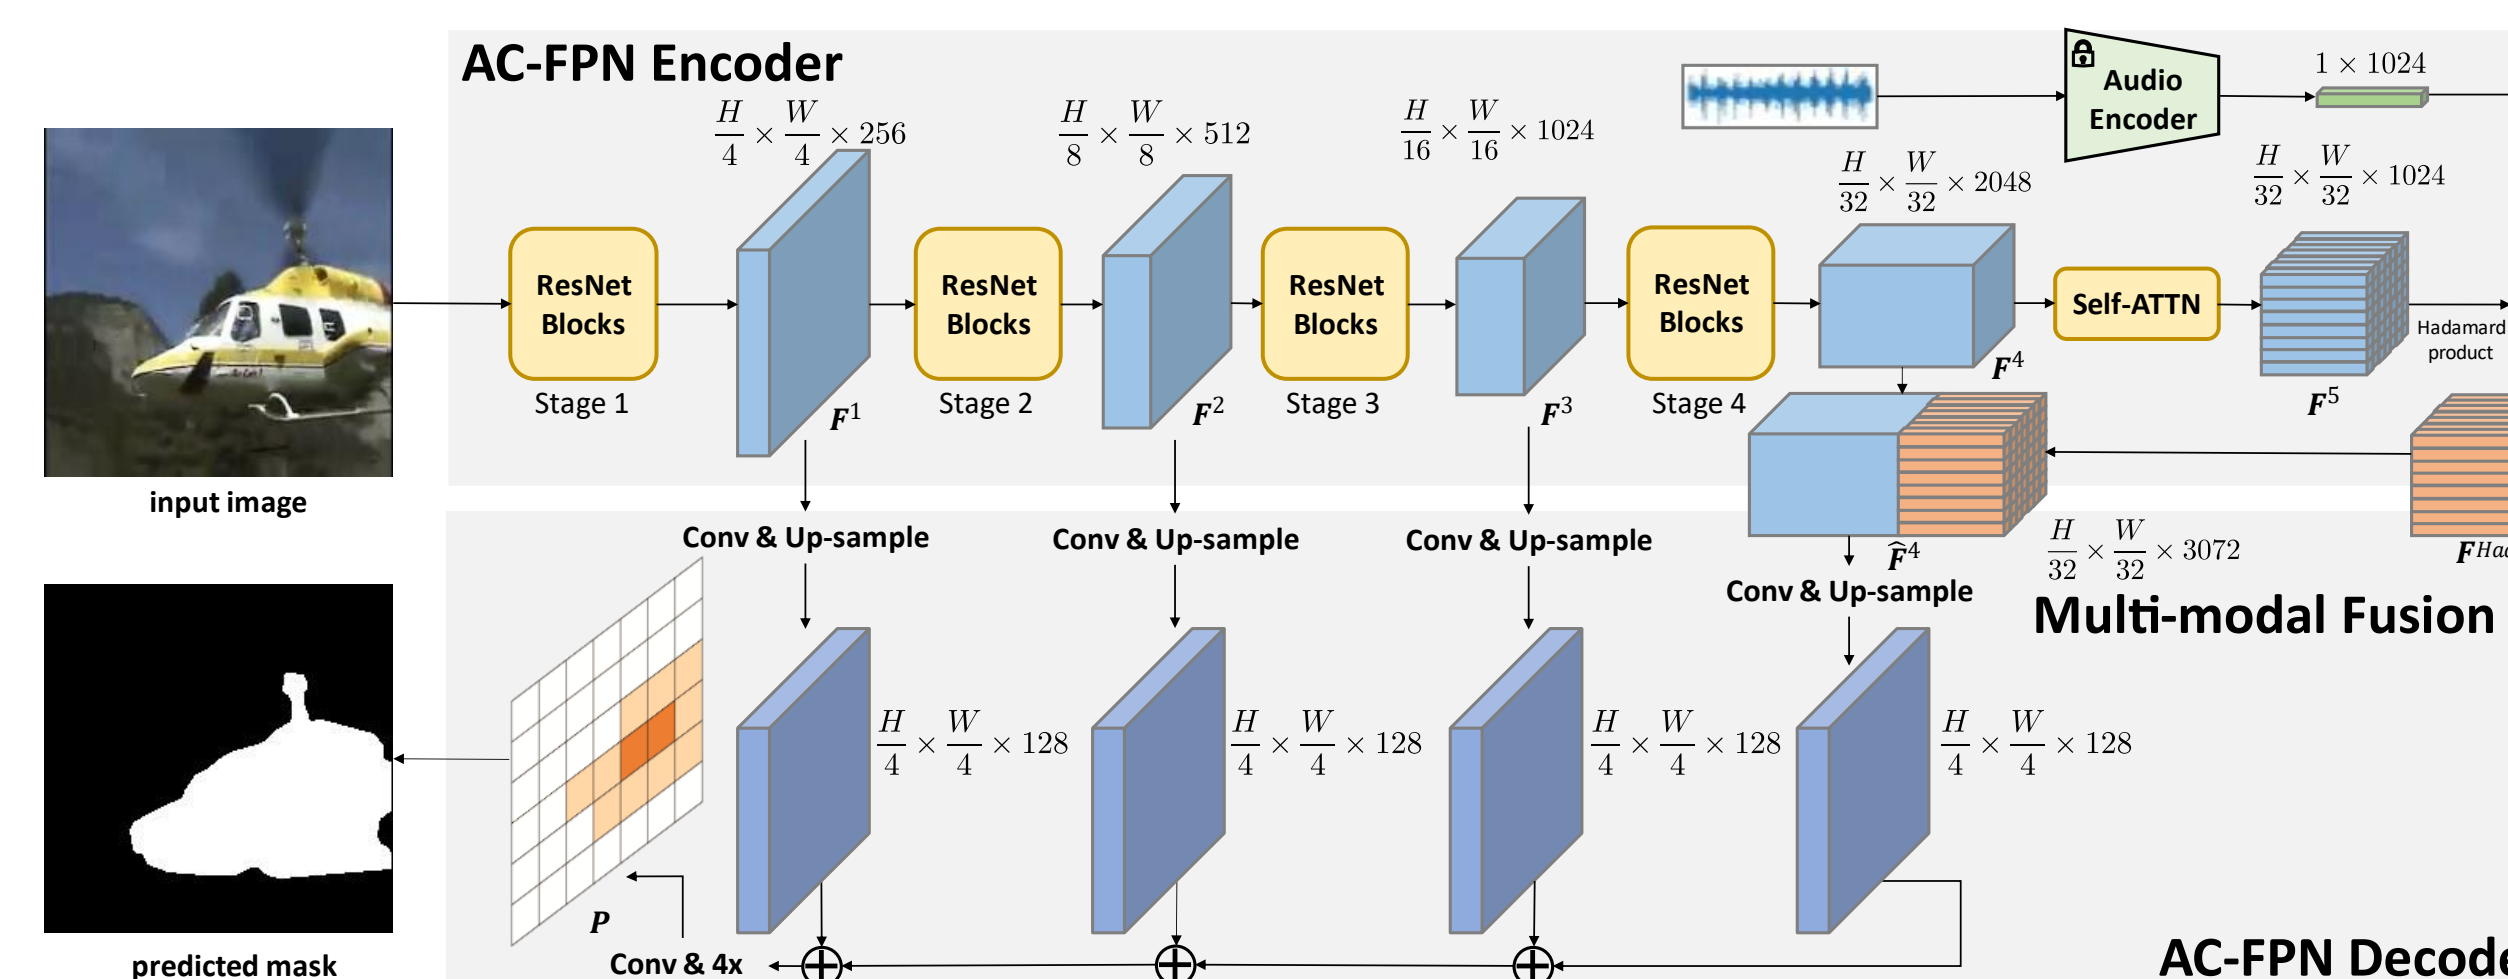 AC-FPN Encoder
H/4 × W/4 × 256
H/8 × W/8 × 512
H/16 × W/16 × 1024
Audio
Encoder
1 × 1024
H/32 × W/32 × 2048
H/32 × W/32 × 1024
ResNet
Blocks
Stage 1
F¹
ResNet
Blocks
Stage 2
F²
ResNet
Blocks
Stage 3
F³
ResNet
Blocks
Stage 4
F⁴
Self-ATTN
F⁵
Hadamard
product
input image
Conv & Up-sample
Conv & Up-sample
Conv & Up-sample
F̂⁴
H/32 × W/32 × 3072
Conv & Up-sample
Multi-modal Fusion
H/4 × W/4 × 128
H/4 × W/4 × 128
H/4 × W/4 × 128
H/4 × W/4 × 128
P
Conv & 4x
predicted mask
AC-FPN